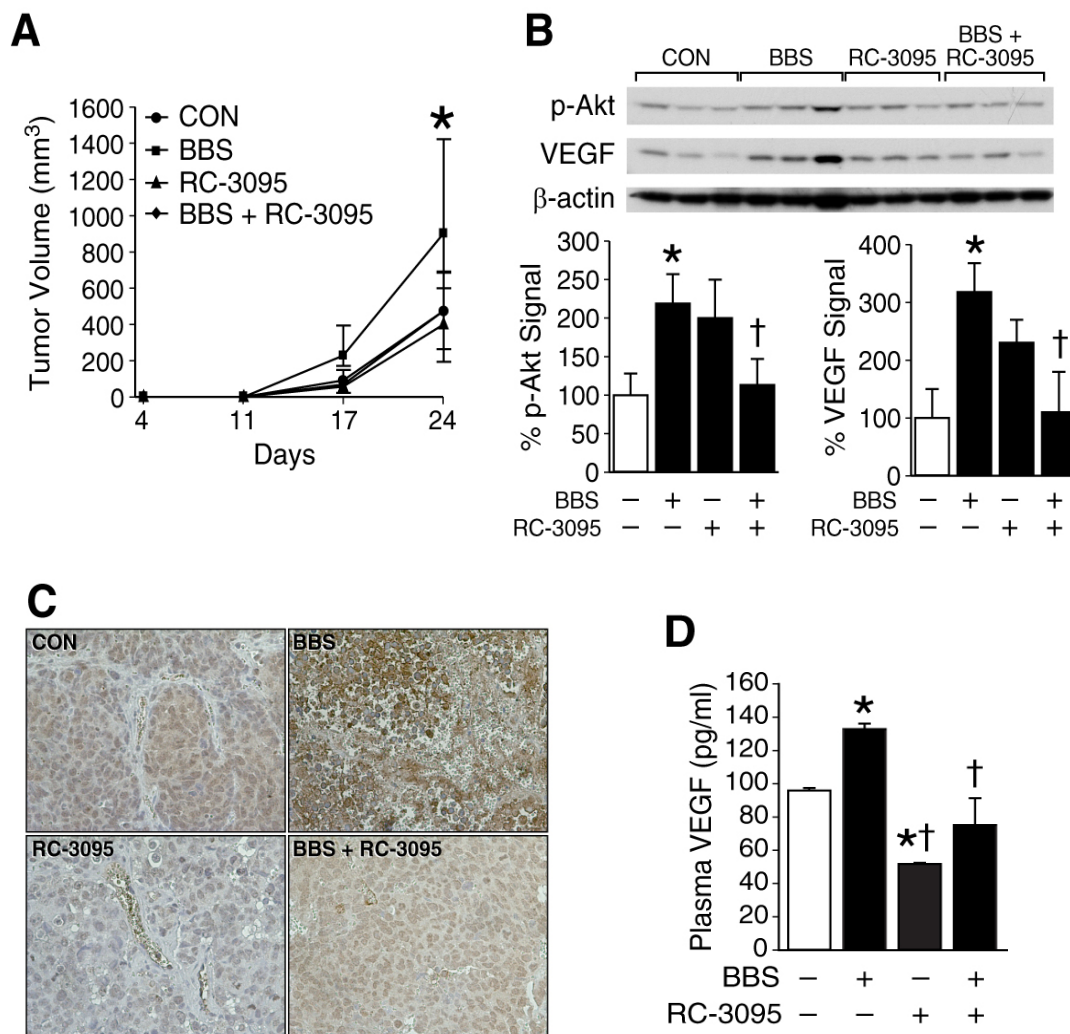 A
1600
1400
1200
1000
800
600
400
200
0
Tumor Volume (mm³)
CON
BBS
RC-3095
BBS + RC-3095
*
4 11 17 24
Days
B
CON BBS RC-3095 BBS + RC-3095
p-Akt
VEGF
β-actin
300
250
200
150
100
50
0
% p-Akt Signal
*
†
BBS − + − +
RC-3095 − − + +
400
300
200
100
0
% VEGF Signal
*
†
BBS − + − +
RC-3095 − − + +
C
CON
BBS
RC-3095
BBS + RC-3095
D
160
140
120
100
80
60
40
20
0
Plasma VEGF (pg/ml)
*
*†
†
BBS − + − +
RC-3095 − − + +